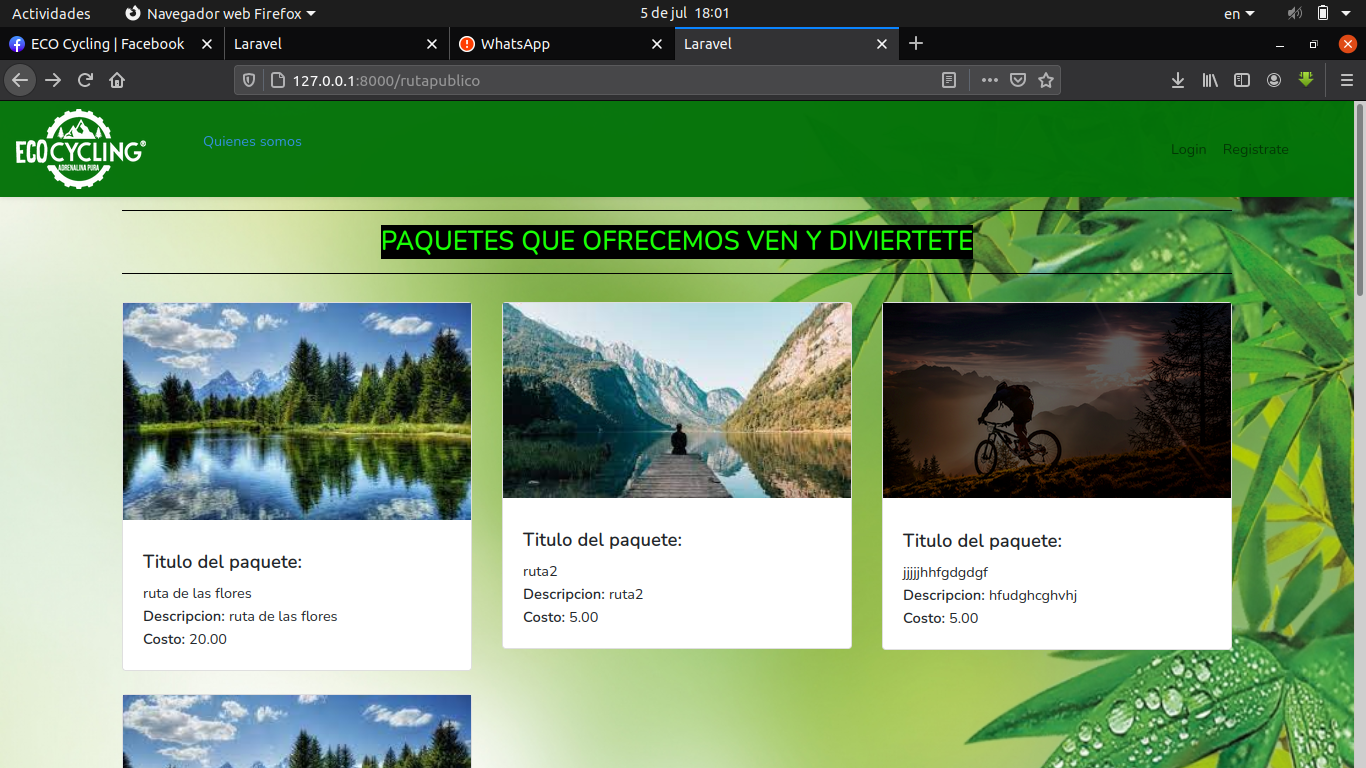 Actividades Navegador web Firefox 5 de jul 18:01 en
ECO Cycling | Facebook Laravel WhatsApp Laravel
127.0.0.1:8000/rutapublico
ECO CYCLING®
ADRENALINA PURA
Quienes somos
Login Registrate
PAQUETES QUE OFRECEMOS VEN Y DIVIERTETE
Titulo del paquete:
ruta de las flores
Descripcion: ruta de las flores
Costo: 20.00
Titulo del paquete:
ruta2
Descripcion: ruta2
Costo: 5.00
Titulo del paquete:
jjjjjhhfgdgdgf
Descripcion: hfudghcghvhj
Costo: 5.00